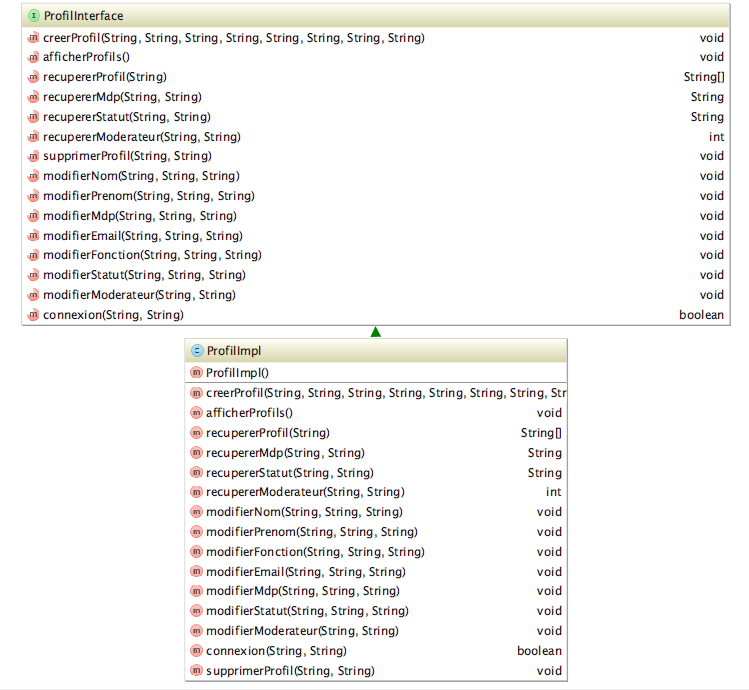 ProfilInterface
creerProfil(String, String, String, String, String, String, String, String) void
afficherProfils() void
recupererProfil(String) String[]
recupererMdp(String, String) String
recupererStatut(String, String) String
recupererModerateur(String, String) int
supprimerProfil(String, String) void
modifierNom(String, String, String) void
modifierPrenom(String, String, String) void
modifierMdp(String, String, String) void
modifierEmail(String, String, String) void
modifierFonction(String, String, String) void
modifierStatut(String, String, String) void
modifierModerateur(String, String) void
connexion(String, String) boolean
ProfilImpl
ProfilImpl()
creerProfil(String, String, String, String, String, String, String, Str
afficherProfils() void
recupererProfil(String) String[]
recupererMdp(String, String) String
recupererStatut(String, String) String
recupererModerateur(String, String) int
modifierNom(String, String, String) void
modifierPrenom(String, String, String) void
modifierFonction(String, String, String) void
modifierEmail(String, String, String) void
modifierMdp(String, String, String) void
modifierStatut(String, String, String) void
modifierModerateur(String, String) void
connexion(String, String) boolean
supprimerProfil(String, String) void